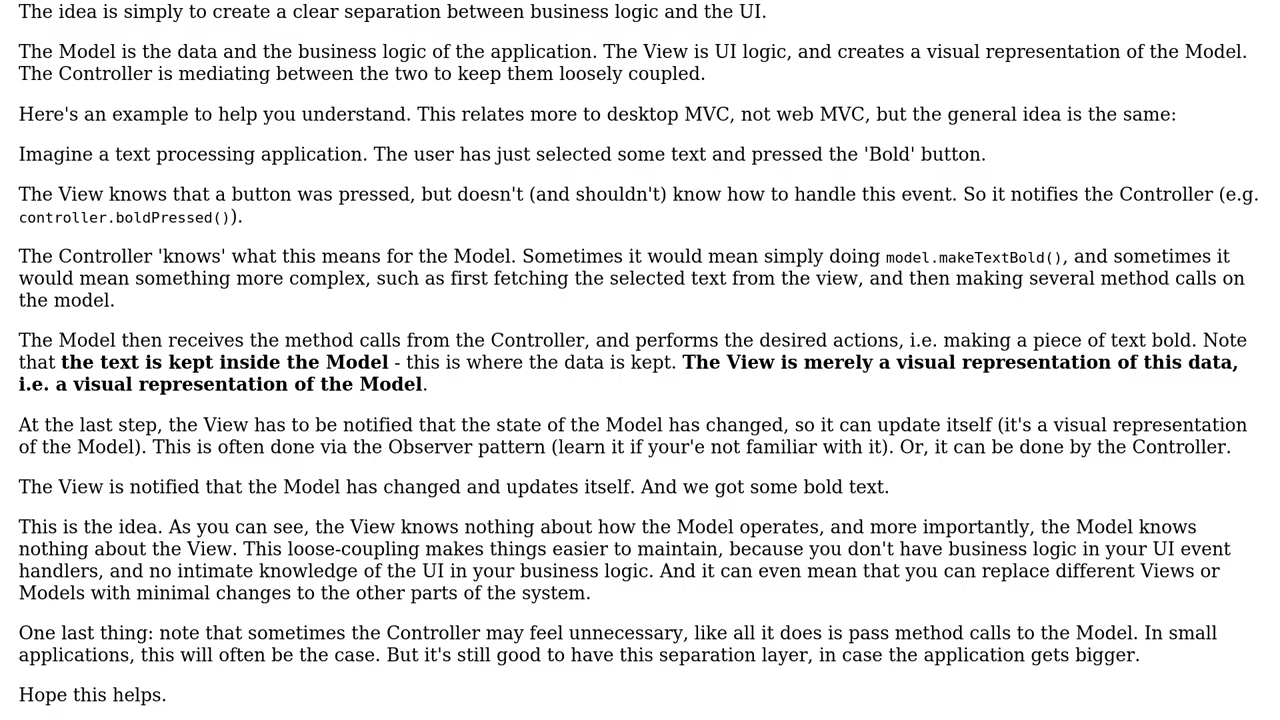 The idea is simply to create a clear separation between business logic and the UI.
The Model is the data and the business logic of the application. The View is UI logic, and creates a visual representation of the Model.
The Controller is mediating between the two to keep them loosely coupled.
Here's an example to help you understand. This relates more to desktop MVC, not web MVC, but the general idea is the same:
Imagine a text processing application. The user has just selected some text and pressed the 'Bold' button.
The View knows that a button was pressed, but doesn't (and shouldn't) know how to handle this event. So it notifies the Controller (e.g.
controller.boldPressed()).
The Controller 'knows' what this means for the Model. Sometimes it would mean simply doing model.makeTextBold(), and sometimes it
would mean something more complex, such as first fetching the selected text from the view, and then making several method calls on
the model.
The Model then receives the method calls from the Controller, and performs the desired actions, i.e. making a piece of text bold. Note
that the text is kept inside the Model - this is where the data is kept. The View is merely a visual representation of this data,
i.e. a visual representation of the Model.
At the last step, the View has to be notified that the state of the Model has changed, so it can update itself (it's a visual representation
of the Model). This is often done via the Observer pattern (learn it if your'e not familiar with it). Or, it can be done by the Controller.
The View is notified that the Model has changed and updates itself. And we got some bold text.
This is the idea. As you can see, the View knows nothing about how the Model operates, and more importantly, the Model knows
nothing about the View. This loose-coupling makes things easier to maintain, because you don't have business logic in your UI event
handlers, and no intimate knowledge of the UI in your business logic. And it can even mean that you can replace different Views or
Models with minimal changes to the other parts of the system.
One last thing: note that sometimes the Controller may feel unnecessary, like all it does is pass method calls to the Model. In small
applications, this will often be the case. But it's still good to have this separation layer, in case the application gets bigger.
Hope this helps.